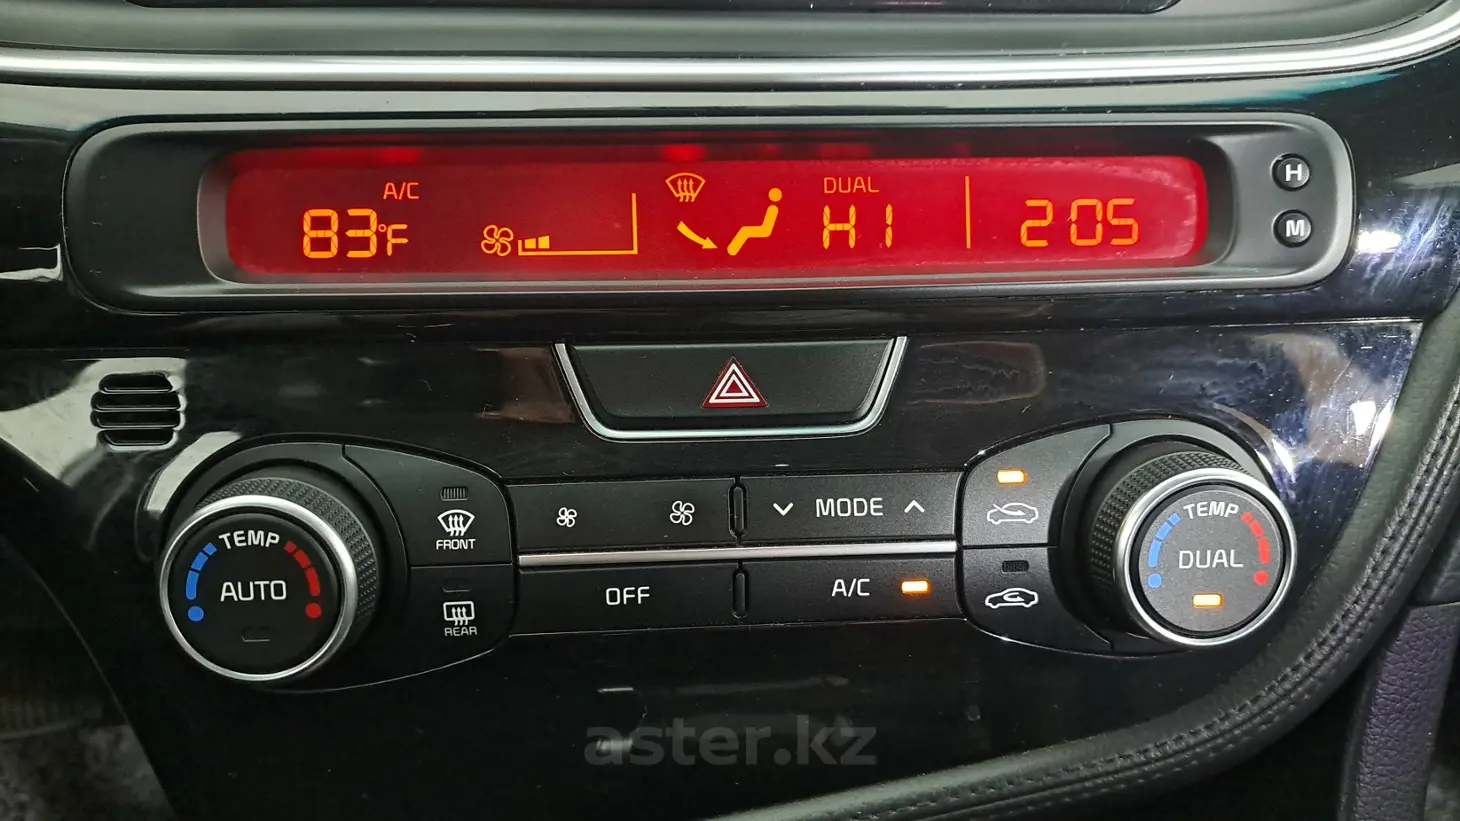 A/C
83°F
DUAL
HI
2:05
H
M
TEMP
AUTO
FRONT
REAR
MODE
OFF
A/C
TEMP
DUAL
aster.kz